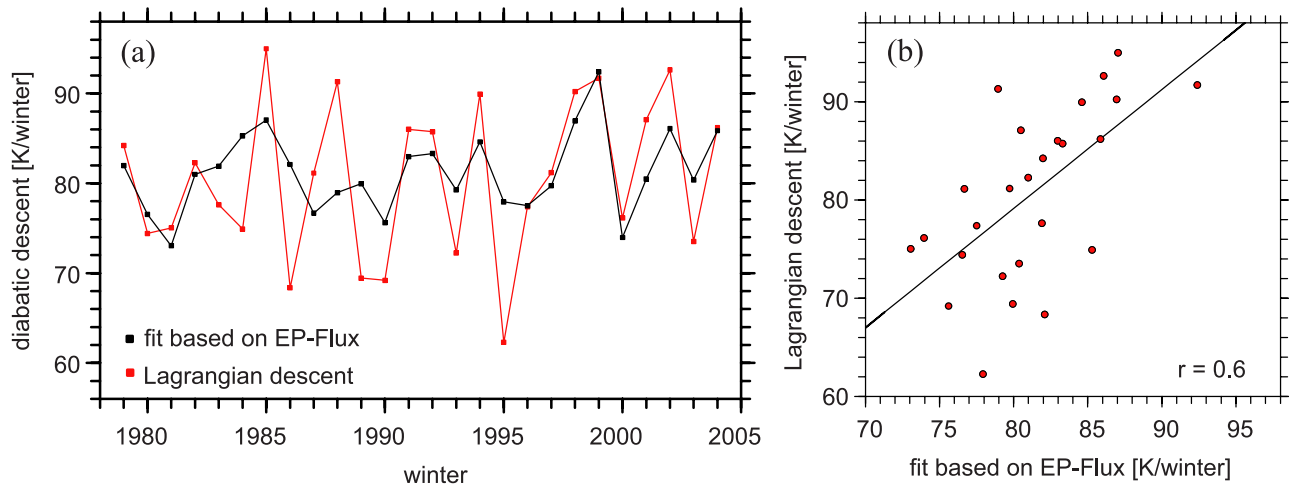 (a)
diabatic descent [K/winter]
90
80
70
60
fit based on EP-Flux
Lagrangian descent
1980 1985 1990 1995 2000 2005
winter
(b)
Lagrangian descent [K/winter]
90
80
70
60
r = 0.6
70 75 80 85 90 95
fit based on EP-Flux [K/winter]